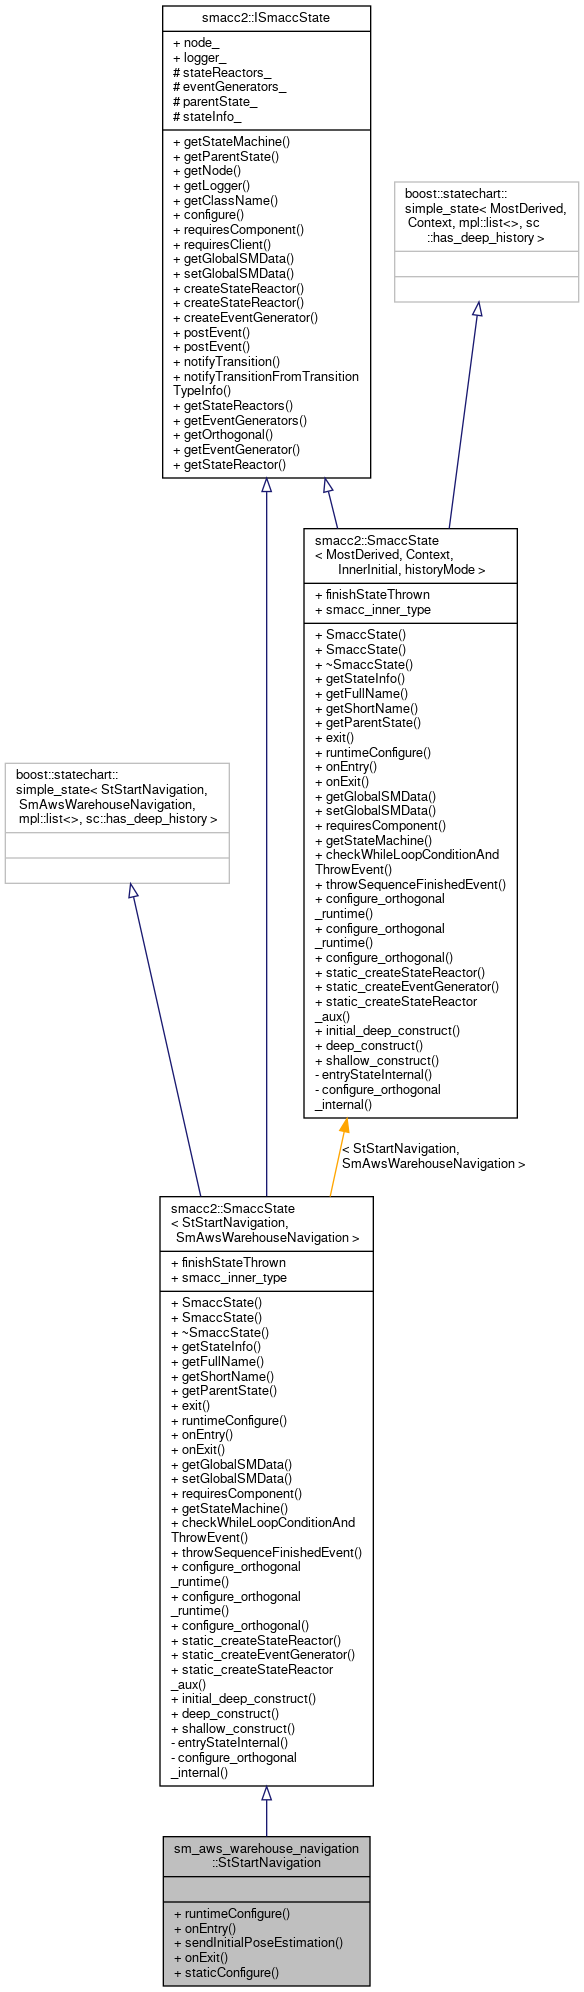 smacc2::ISmaccState
+ node_
+ logger_
# stateReactors_
# eventGenerators_
# parentState_
# stateInfo_
+ getStateMachine()
+ getParentState()
+ getNode()
+ getLogger()
+ getClassName()
+ configure()
+ requiresComponent()
+ requiresClient()
+ getGlobalSMData()
+ setGlobalSMData()
+ createStateReactor()
+ createStateReactor()
+ createEventGenerator()
+ postEvent()
+ postEvent()
+ notifyTransition()
+ notifyTransitionFromTransition
TypeInfo()
+ getStateReactors()
+ getEventGenerators()
+ getOrthogonal()
+ getEventGenerator()
+ getStateReactor()
boost::statechart::
simple_state< MostDerived,
Context, mpl::list<>, sc
::has_deep_history >
smacc2::SmaccState
< MostDerived, Context,
InnerInitial, historyMode >
+ finishStateThrown
+ smacc_inner_type
+ SmaccState()
+ SmaccState()
+ ~SmaccState()
+ getStateInfo()
+ getFullName()
+ getShortName()
+ getParentState()
+ exit()
+ runtimeConfigure()
+ onEntry()
+ onExit()
+ getGlobalSMData()
+ setGlobalSMData()
+ requiresComponent()
+ getStateMachine()
+ checkWhileLoopConditionAnd
ThrowEvent()
+ throwSequenceFinishedEvent()
+ configure_orthogonal
_runtime()
+ configure_orthogonal
_runtime()
+ configure_orthogonal()
+ static_createStateReactor()
+ static_createEventGenerator()
+ static_createStateReactor
_aux()
+ initial_deep_construct()
+ deep_construct()
+ shallow_construct()
- entryStateInternal()
- configure_orthogonal
_internal()
boost::statechart::
simple_state< StStartNavigation,
SmAwsWarehouseNavigation,
mpl::list<>, sc::has_deep_history >
< StStartNavigation,
SmAwsWarehouseNavigation >
smacc2::SmaccState
< StStartNavigation,
SmAwsWarehouseNavigation >
+ finishStateThrown
+ smacc_inner_type
+ SmaccState()
+ SmaccState()
+ ~SmaccState()
+ getStateInfo()
+ getFullName()
+ getShortName()
+ getParentState()
+ exit()
+ runtimeConfigure()
+ onEntry()
+ onExit()
+ getGlobalSMData()
+ setGlobalSMData()
+ requiresComponent()
+ getStateMachine()
+ checkWhileLoopConditionAnd
ThrowEvent()
+ throwSequenceFinishedEvent()
+ configure_orthogonal
_runtime()
+ configure_orthogonal
_runtime()
+ configure_orthogonal()
+ static_createStateReactor()
+ static_createEventGenerator()
+ static_createStateReactor
_aux()
+ initial_deep_construct()
+ deep_construct()
+ shallow_construct()
- entryStateInternal()
- configure_orthogonal
_internal()
sm_aws_warehouse_navigation
::StStartNavigation
+ runtimeConfigure()
+ onEntry()
+ sendInitialPoseEstimation()
+ onExit()
+ staticConfigure()